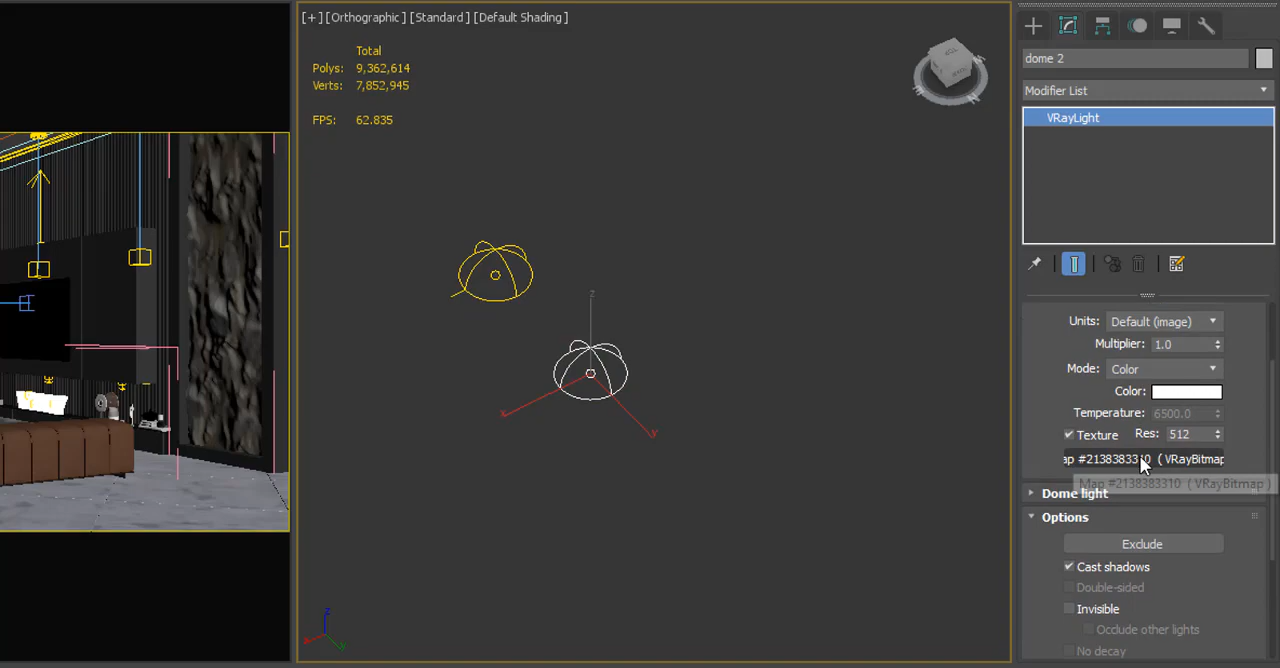 [+] [Orthographic] [Standard] [Default Shading]
Total
Polys: 9,362,614
Verts: 7,852,945
FPS: 62.835
z
x
y
z
x
y
dome 2
Modifier List
VRayLight
Units: Default (image)
Multiplier: 1.0
Mode: Color
Color:
Temperature: 6500.0
Texture Res: 512
ap #2138383310 ( VRayBitmap
Map #2138383310 ( VRayBitmap )
Dome light
Options
Exclude
Cast shadows
Double-sided
Invisible
Occlude other lights
No decay